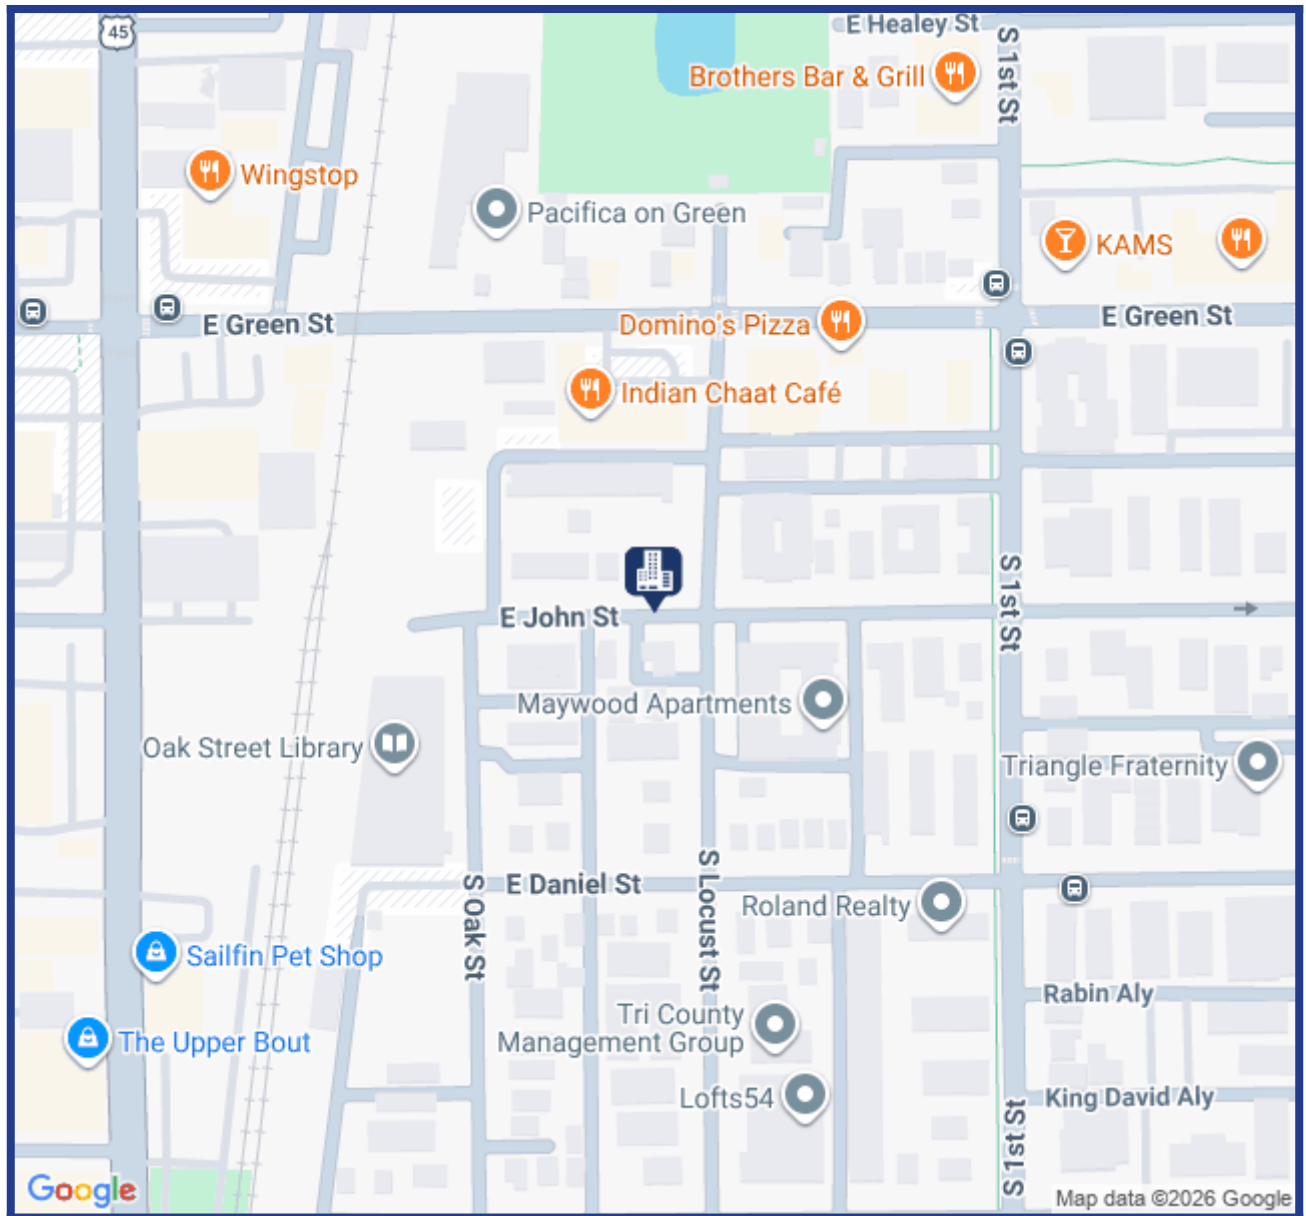 45
E Healey St
S 1st St
Brothers Bar & Grill
Wingstop
Pacifica on Green
KAMS
E Green St
Domino's Pizza
E Green St
Indian Chaat Café
S 1st St
E John St
Maywood Apartments
Oak Street Library
Triangle Fraternity
E Daniel St
S Oak St
S Locust St
Roland Realty
Sailfin Pet Shop
Rabin Aly
Tri County
Management Group
The Upper Bout
Lofts54
King David Aly
S 1st St
Google
Map data ©2026 Google